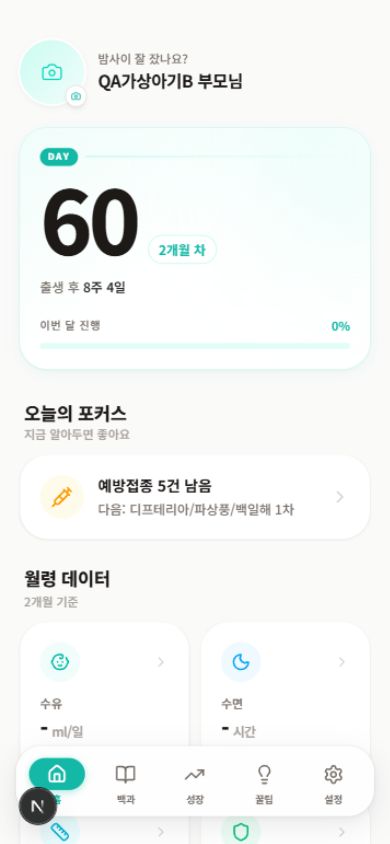 밤사이 잘 잤나요?
QA가상아기B 부모님
DAY
60
2개월 차
출생 후 8주 4일
이번 달 진행
0%
오늘의 포커스
지금 알아두면 좋아요
예방접종 5건 남음
다음: 디프테리아/파상풍/백일해 1차
월령 데이터
2개월 기준
수유
수면
- ml/일
- 시간
홈
백과
성장
꿀팁
설정
N